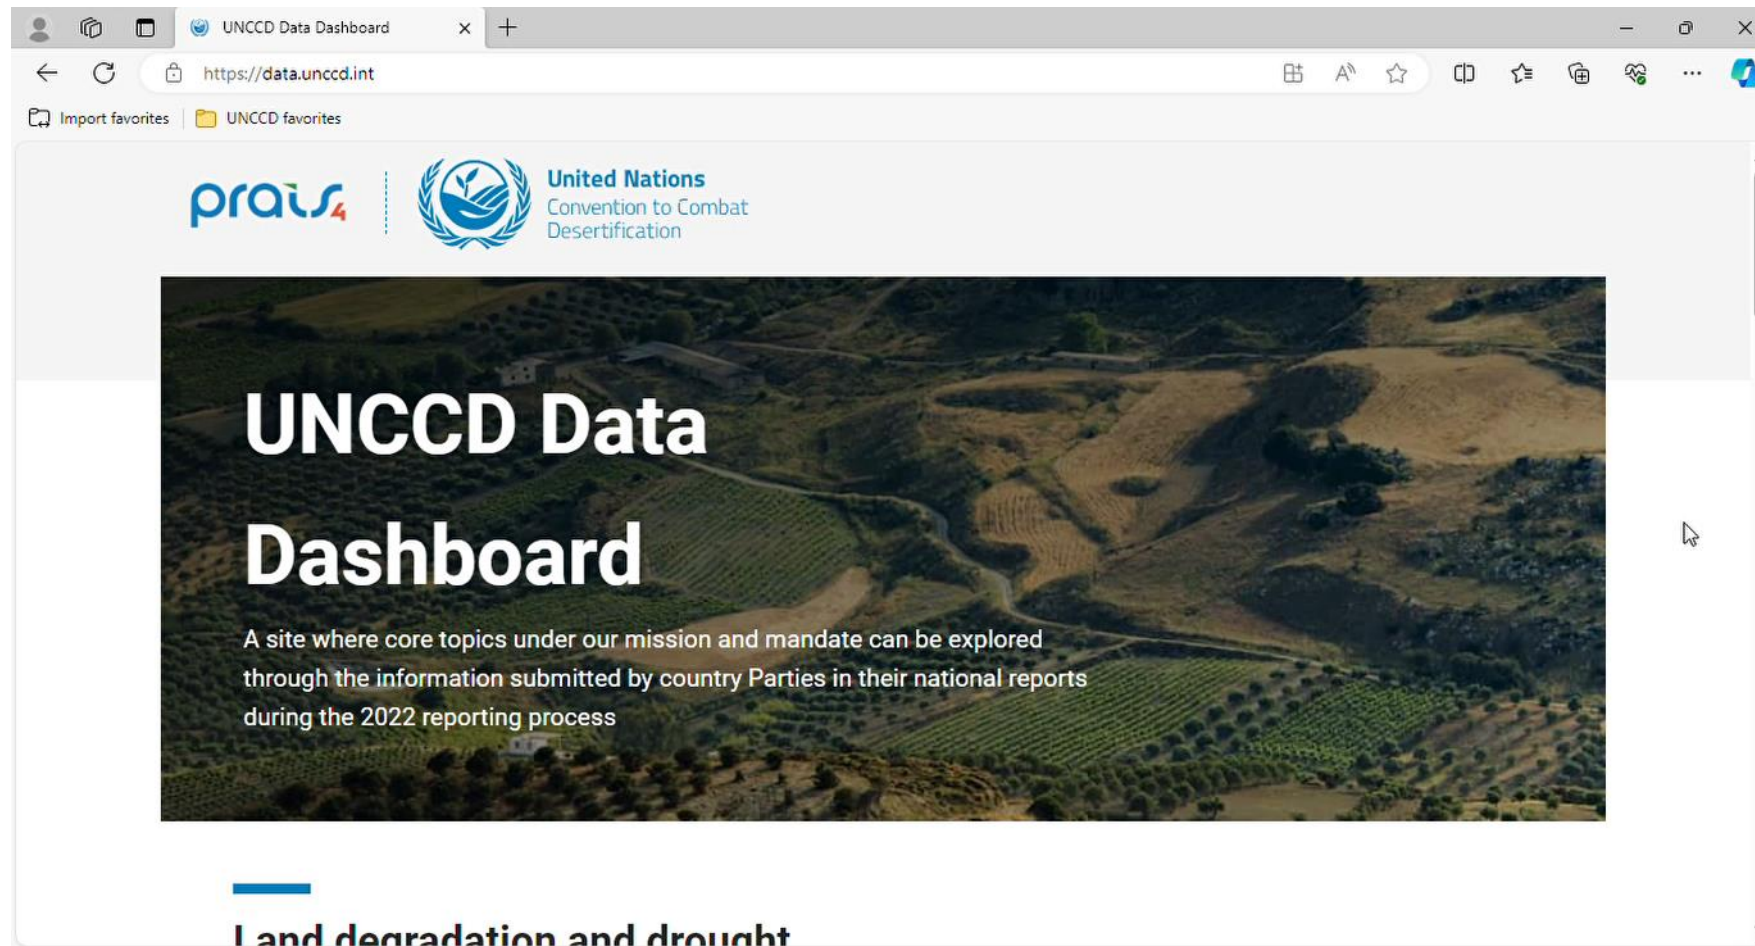 UNCCD Data Dashboard
https://data.unccd.int
Import favorites
UNCCD favorites
prais4
United Nations
Convention to Combat
Desertification
UNCCD Data
Dashboard
A site where core topics under our mission and mandate can be explored
through the information submitted by country Parties in their national reports
during the 2022 reporting process
Land degradation and drought